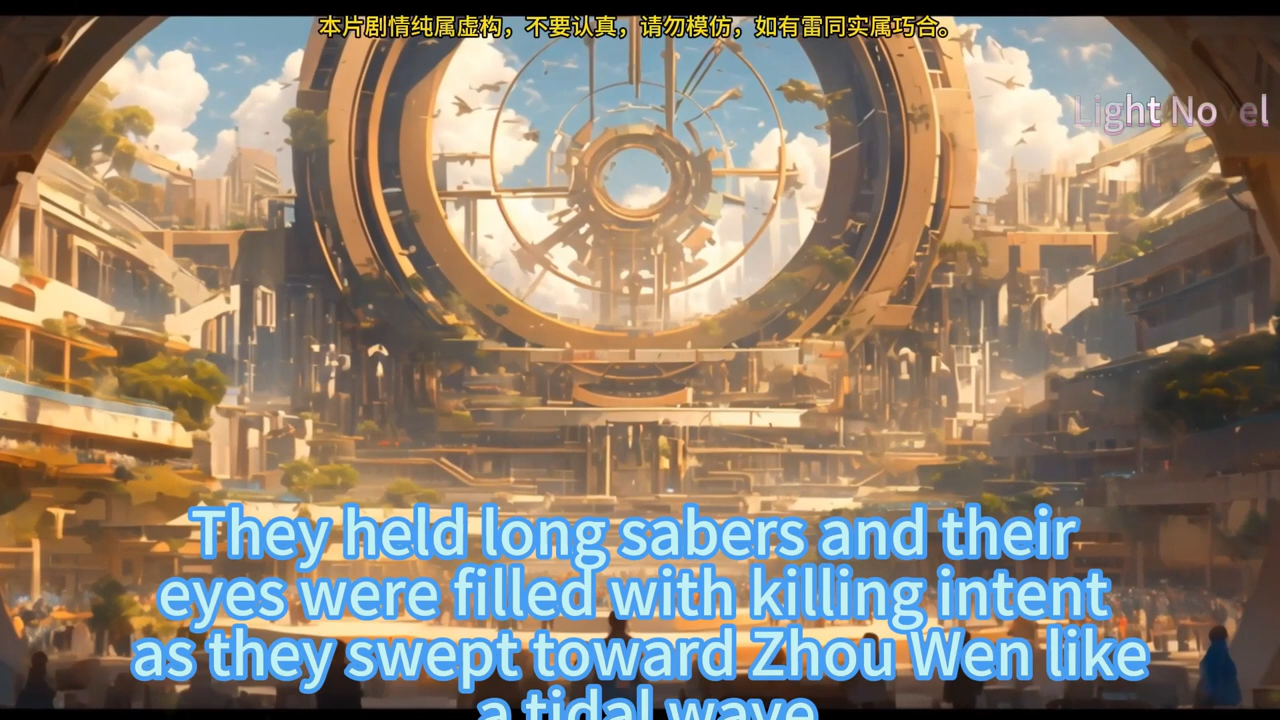 本片剧情纯属虚构，不要认真，请勿模仿，如有雷同实属巧合。
Light Novel
They held long sabers and their
eyes were filled with killing intent
as they swept toward Zhou Wen like
a tidal wave